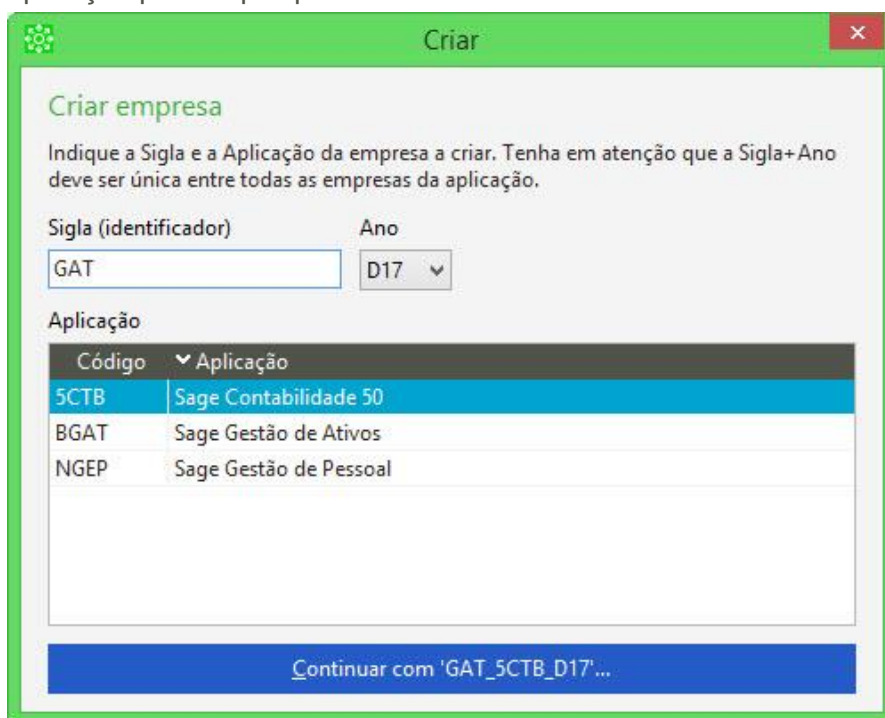 Criar
Criar empresa
Indique a Sigla e a Aplicação da empresa a criar. Tenha em atenção que a Sigla+Ano
deve ser única entre todas as empresas da aplicação.
Sigla (identificador) Ano
GAT D17
Aplicação
Código Aplicação
5CTB Sage Contabilidade 50
BGAT Sage Gestão de Ativos
NGEP Sage Gestão de Pessoal
Continuar com 'GAT_5CTB_D17'...